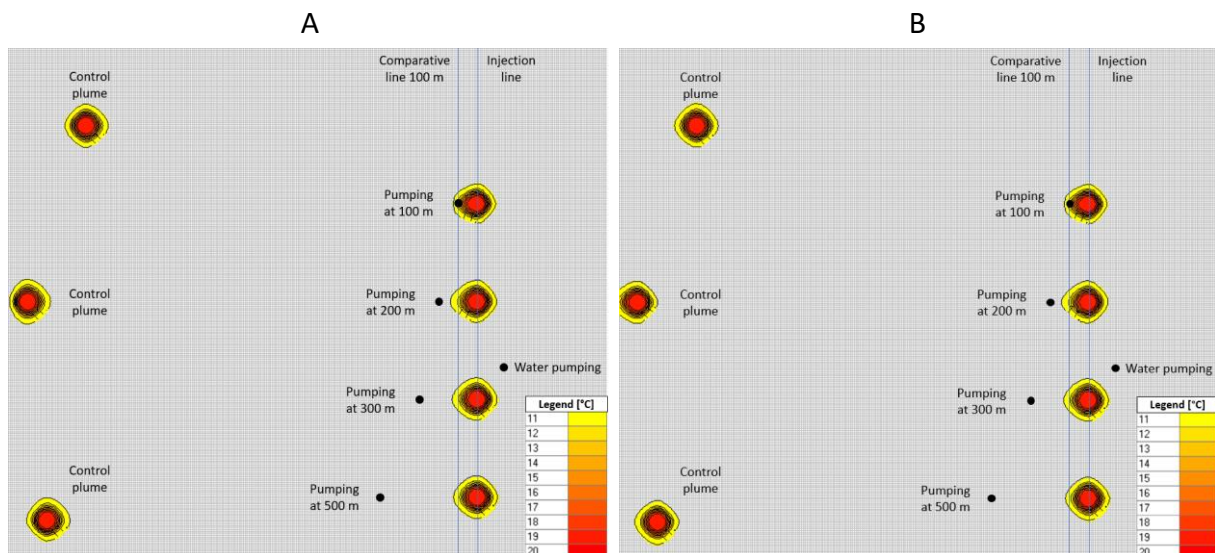 A
B
Comparative
line 100 m
Injection
line
Control
plume
Pumping
at 100 m
Control
plume
Pumping
at 200 m
Water pumping
Pumping
at 300 m
Control
plume
Pumping
at 500 m
Legend [°C]
11
12
13
14
15
16
17
18
19
20
Comparative
line 100 m
Injection
line
Control
plume
Pumping
at 100 m
Control
plume
Pumping
at 200 m
Water pumping
Pumping
at 300 m
Control
plume
Pumping
at 500 m
Legend [°C]
11
12
13
14
15
16
17
18
19
20